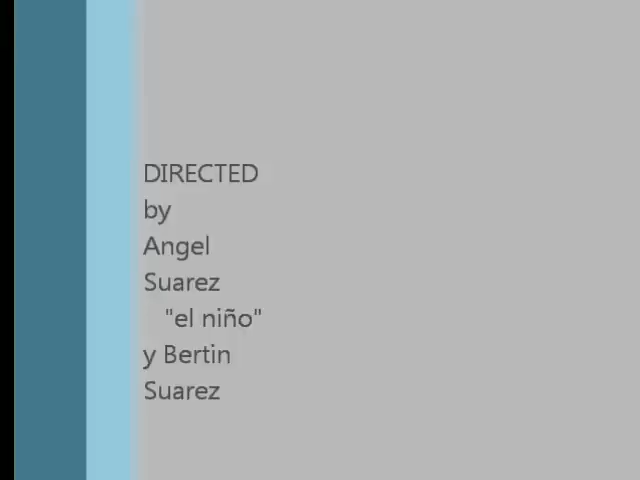 DIRECTED
by
Angel
Suarez
"el niño"
y Bertin
Suarez